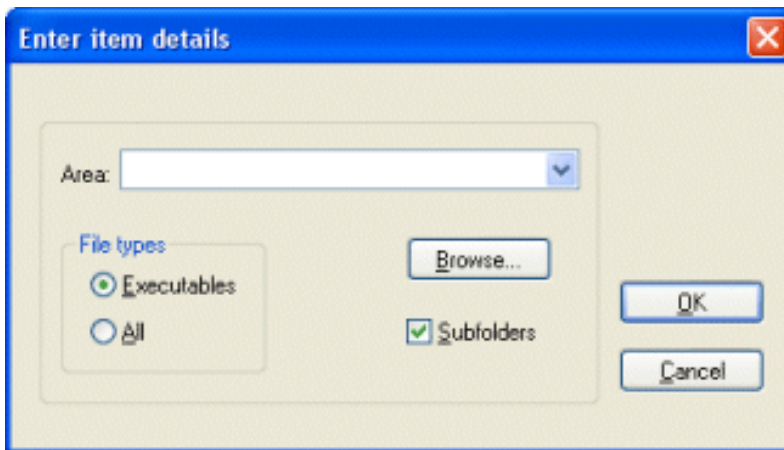 Enter item details
Area:
File types
Browse...
Executables
OK
All
Subfolders
Cancel